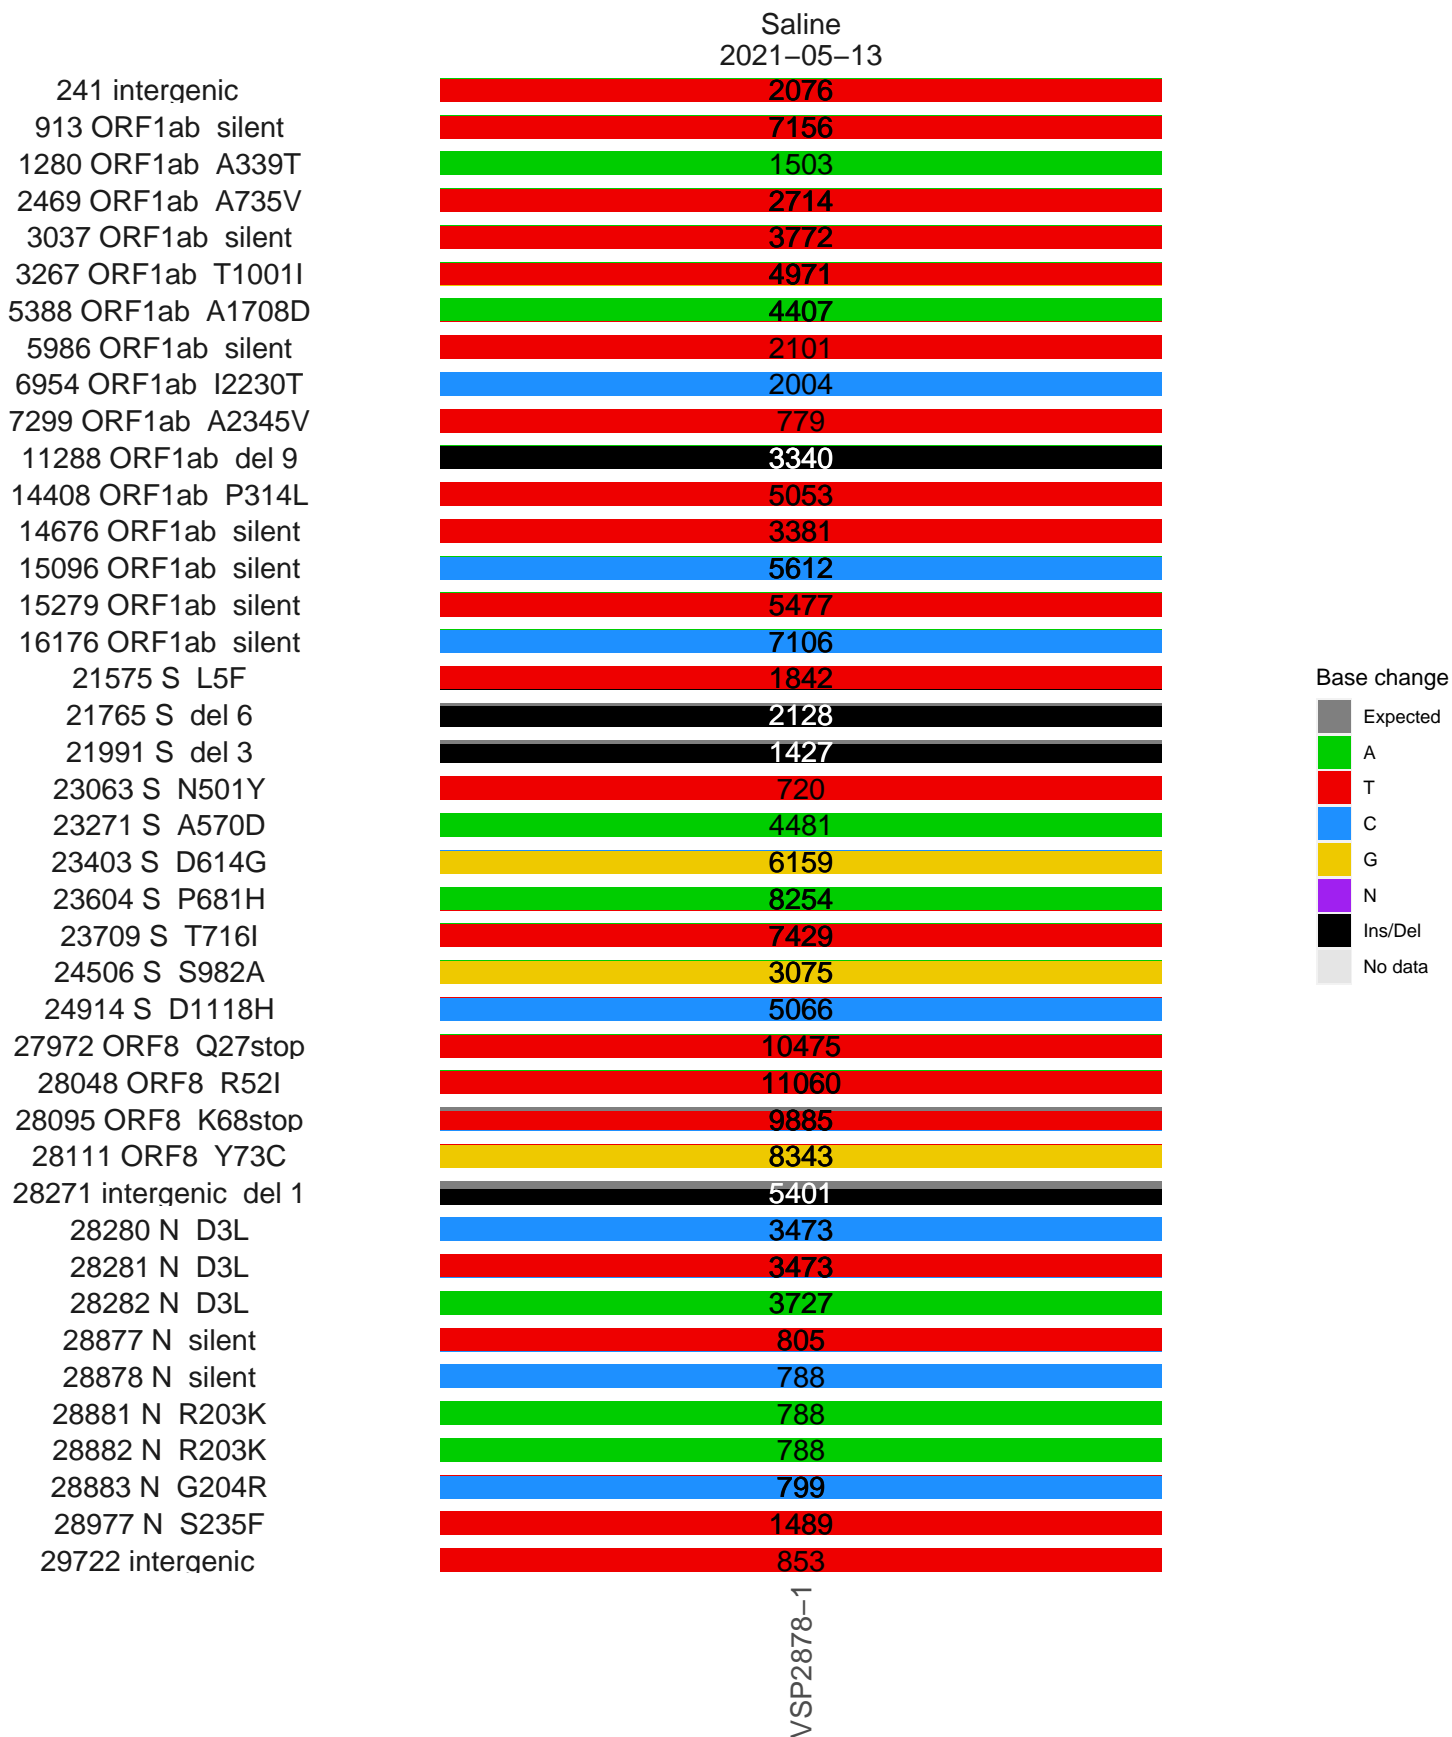 Saline
2021−05−13
241 intergenic 2076
913 ORF1ab silent 7156
1280 ORF1ab A339T 1503
2469 ORF1ab A735V 2714
3037 ORF1ab silent 3772
3267 ORF1ab T1001I 4971
5388 ORF1ab A1708D 4407
5986 ORF1ab silent 2101
6954 ORF1ab I2230T 2004
7299 ORF1ab A2345V 779
11288 ORF1ab del 9 3340
14408 ORF1ab P314L 5053
14676 ORF1ab silent 3381
15096 ORF1ab silent 5612
15279 ORF1ab silent 5477
16176 ORF1ab silent 7106
21575 S L5F 1842
21765 S del 6 2128
21991 S del 3 1427
23063 S N501Y 720
23271 S A570D 4481
23403 S D614G 6159
23604 S P681H 8254
23709 S T716I 7429
24506 S S982A 3075
24914 S D1118H 5066
27972 ORF8 Q27stop 10475
28048 ORF8 R52I 11060
28095 ORF8 K68stop 9885
28111 ORF8 Y73C 8343
28271 intergenic del 1 5401
28280 N D3L 3473
28281 N D3L 3473
28282 N D3L 3727
28877 N silent 805
28878 N silent 788
28881 N R203K 788
28882 N R203K 788
28883 N G204R 799
28977 N S235F 1489
29722 intergenic 853
VSP2878−1
Base change
Expected
A
T
C
G
N
Ins/Del
No data